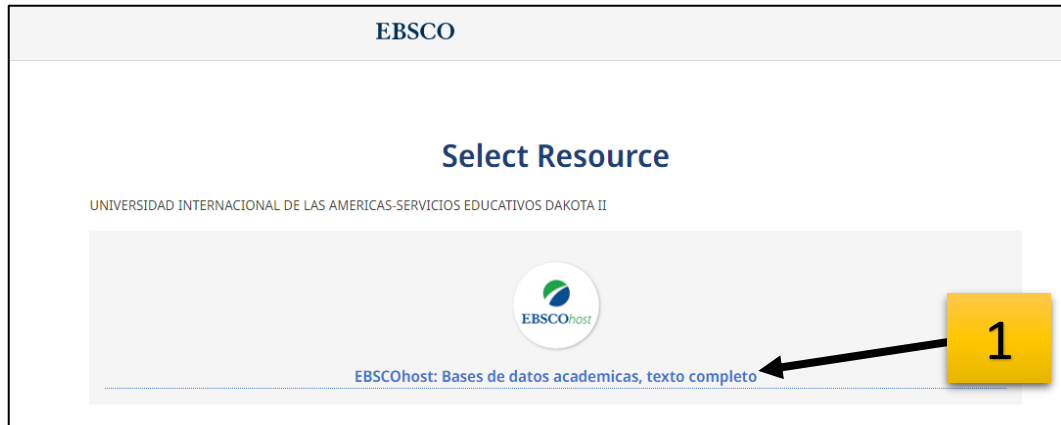 EBSCO
Select Resource
UNIVERSIDAD INTERNACIONAL DE LAS AMERICAS-SERVICIOS EDUCATIVOS DAKOTA II
EBSCOhost
1
EBSCOhost: Bases de datos academicas, texto completo